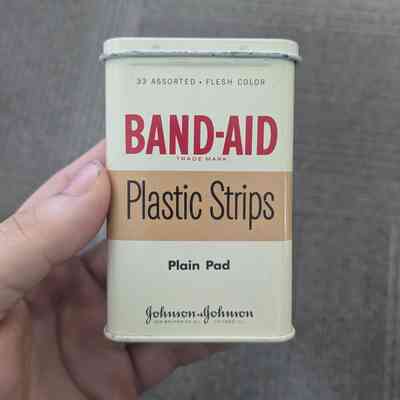 33 ASSORTED • FLESH COLOR
BAND-AID
TRADE MARK
Plastic Strips
Plain Pad
Johnson & Johnson